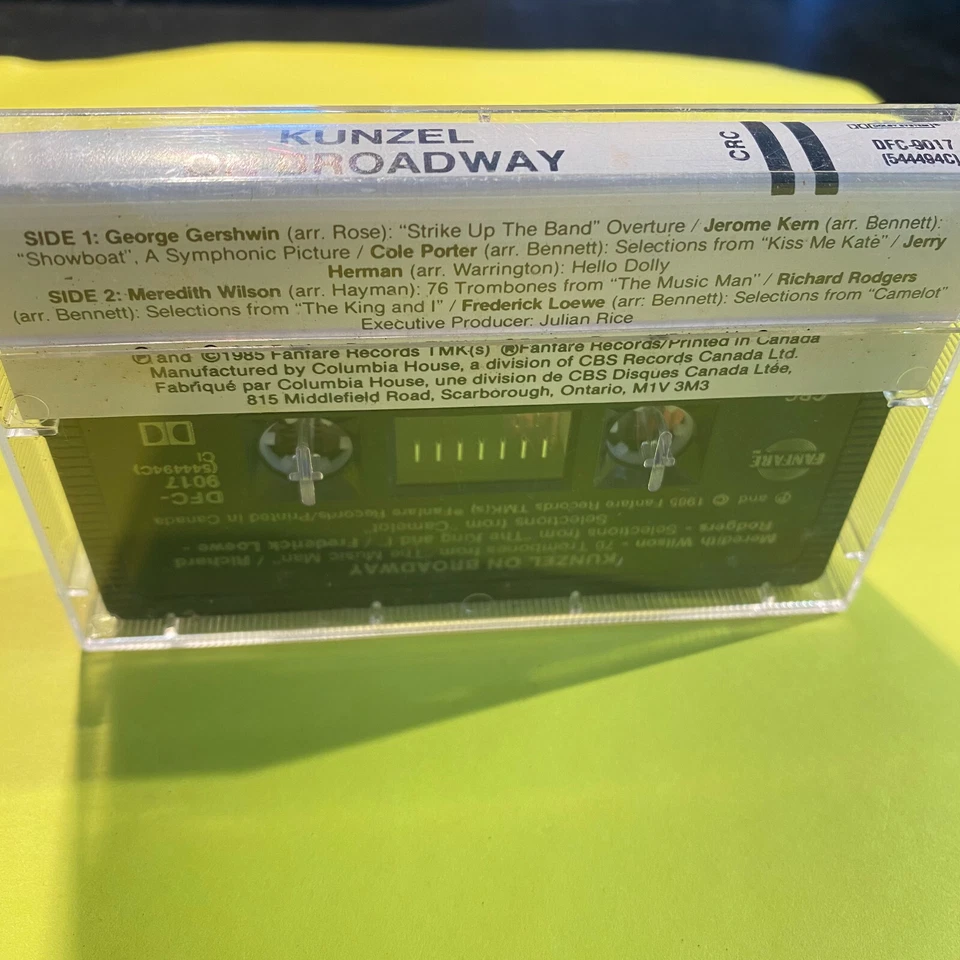 KUNZEL
ON BROADWAY
CRC
DFC-9017
(544494C)
SIDE 1: George Gershwin (arr. Rose): "Strike Up The Band" Overture / Jerome Kern (arr. Bennett):
"Showboat", A Symphonic Picture / Cole Porter (arr. Bennett): Selections from "Kiss Me Kate" / Jerry
Herman (arr. Warrington): Hello Dolly
SIDE 2: Meredith Wilson (arr. Hayman): 76 Trombones from "The Music Man" / Richard Rodgers
(arr. Bennett): Selections from "The King and I" / Frederick Loewe (arr: Bennett): Selections from "Camelot"
Executive Producer: Julian Rice
℗ and ©1985 Fanfare Records TMK(s) ®Fanfare Records/Printed in Canada
Manufactured by Columbia House, a division of CBS Records Canada Ltd.
Fabriqué par Columbia House, une division de CBS Disques Canada Ltée,
815 Middlefield Road, Scarborough, Ontario, M1V 3M3
"KUNZEL ON BROADWAY
Meredith Wilson - 76 Trombones from "The Music Man" / Richard
Rodgers - Selections from "The King and I" / Frederick Loewe -
Selections from "Camelot"
℗ and © 1985 Fanfare Records TMK(s) ®Fanfare Records/Printed in Canada
DFC-
9017
(544494C)
FANFARE
CRC